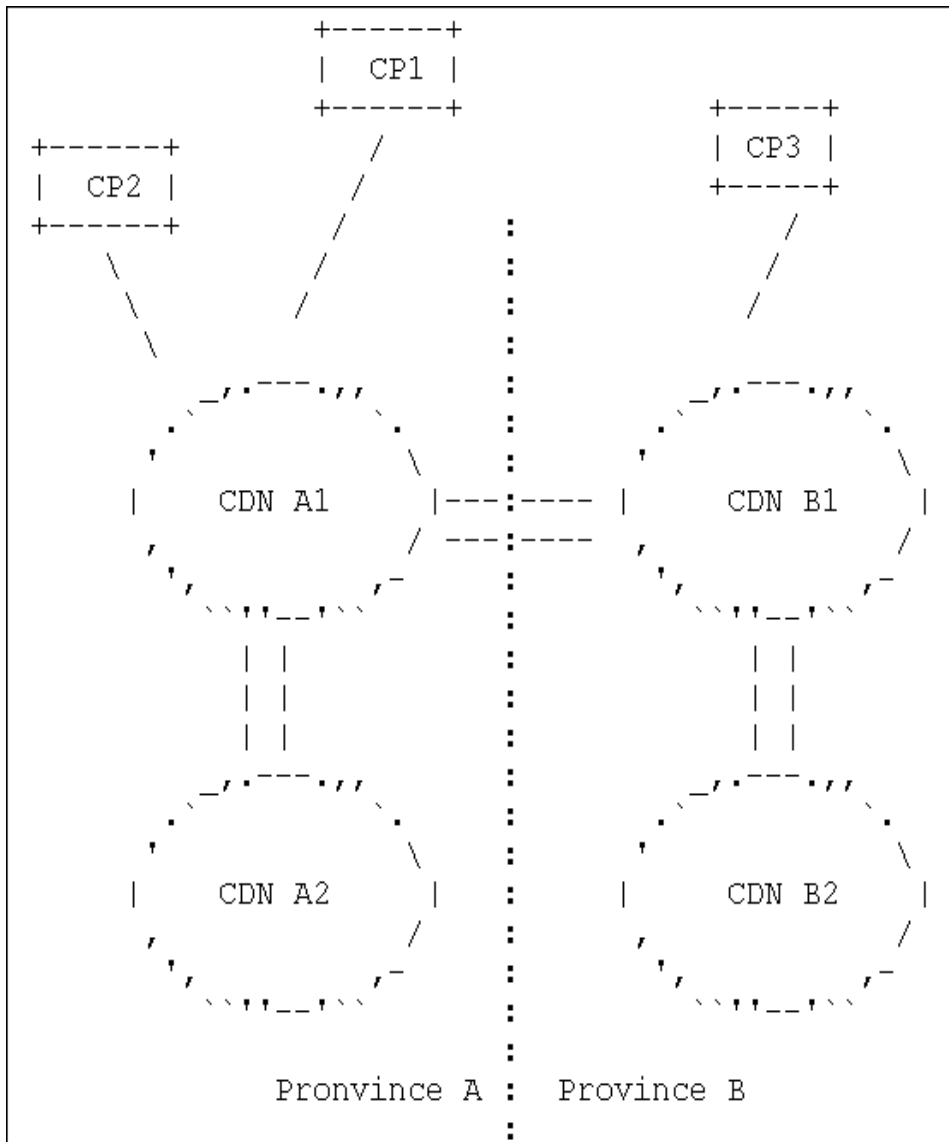 CP1
CP3
CP2
CDN A1
CDN B1
CDN A2
CDN B2
Pronvince A
Province B